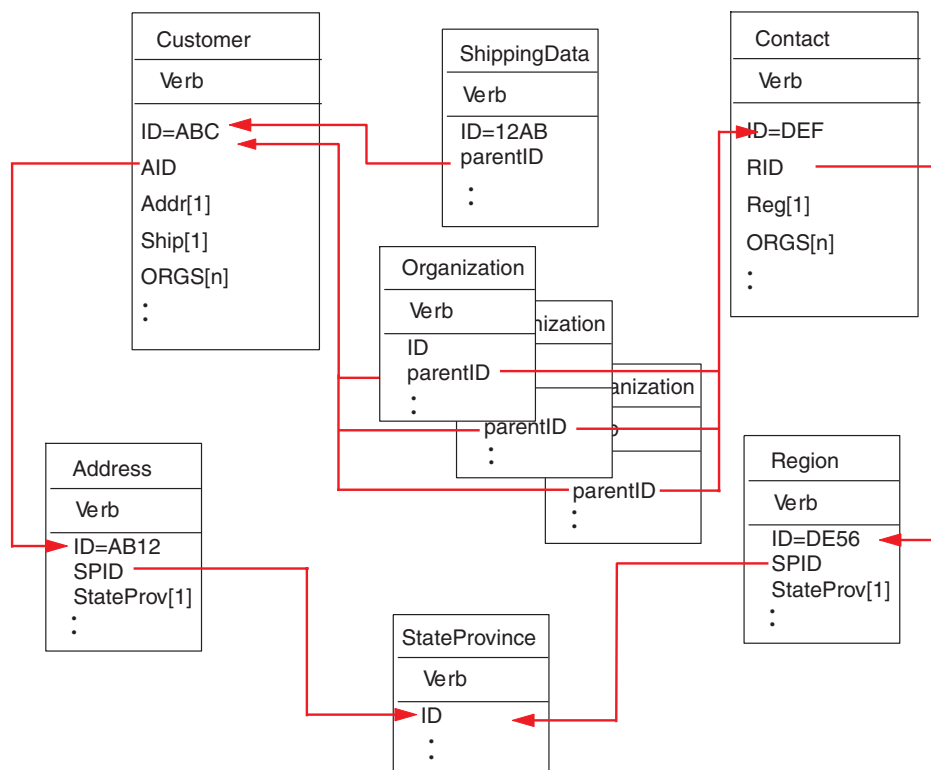 Customer
Verb
ID=ABC
AID
Addr[1]
Ship[1]
ORGS[n]
:
ShippingData
Verb
ID=12AB
parentID
:
Contact
Verb
ID=DEF
RID
Reg[1]
ORGS[n]
:
Organization
Verb
ID
parentID
:
nization
parentID
:
anization
parentID
:
Address
Verb
ID=AB12
SPID
StateProv[1]
:
Region
Verb
ID=DE56
SPID
StateProv[1]
:
StateProvince
Verb
ID
: